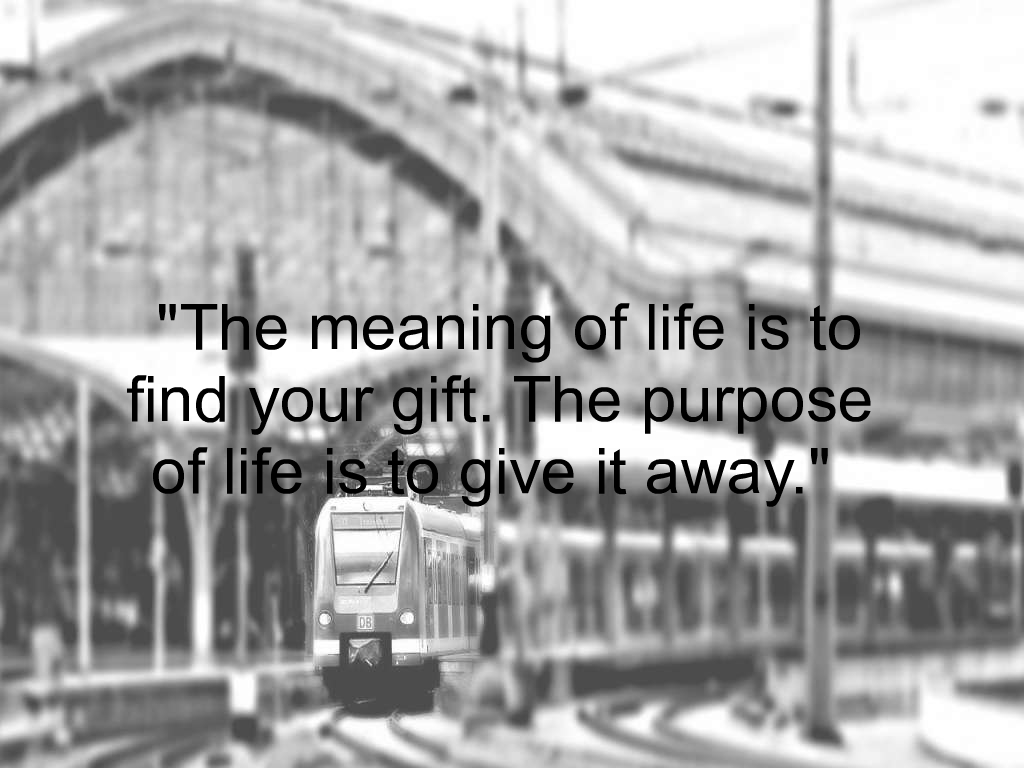 "The meaning of life is to
find your gift. The purpose
of life is to give it away."
DB